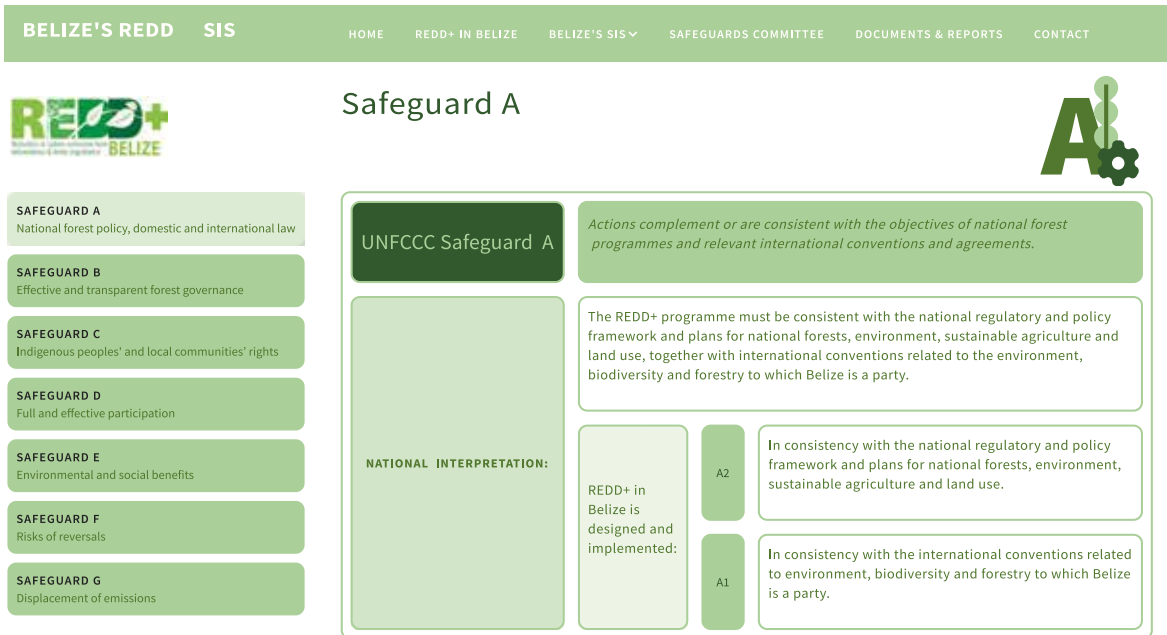 BELIZE'S REDD SIS
HOME REDD+ IN BELIZE BELIZE'S SIS SAFEGUARDS COMMITTEE DOCUMENTS & REPORTS CONTACT
REDD+
BELIZE
SAFEGUARD A
National forest policy, domestic and international law
SAFEGUARD B
Effective and transparent forest governance
SAFEGUARD C
Indigenous peoples' and local communities' rights
SAFEGUARD D
Full and effective participation
SAFEGUARD E
Environmental and social benefits
SAFEGUARD F
Risks of reversals
SAFEGUARD G
Displacement of emissions
Safeguard A
A
UNFCCC Safeguard A
Actions complement or are consistent with the objectives of national forest
programmes and relevant international conventions and agreements.
NATIONAL INTERPRETATION:
The REDD+ programme must be consistent with the national regulatory and policy
framework and plans for national forests, environment, sustainable agriculture and
land use, together with international conventions related to the environment,
biodiversity and forestry to which Belize is a party.
REDD+ in
Belize is
designed and
implemented:
A2
In consistency with the national regulatory and policy
framework and plans for national forests, environment,
sustainable agriculture and land use.
A1
In consistency with the international conventions related
to environment, biodiversity and forestry to which Belize
is a party.